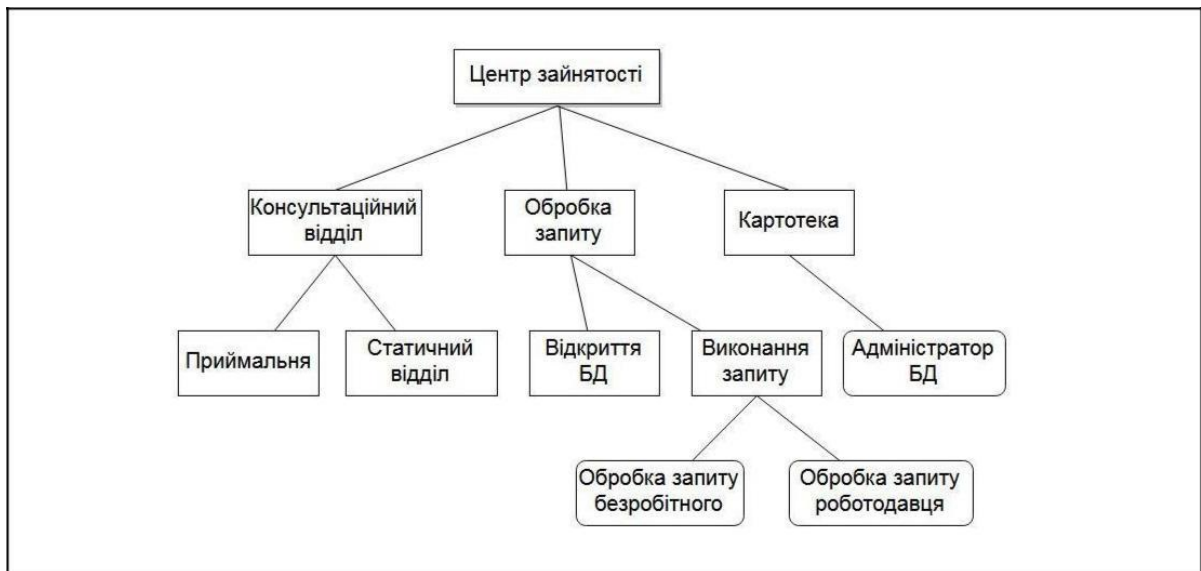 Центр зайнятості
Консультаційний
відділ
Обробка
запиту
Картотека
Приймальня
Статичний
відділ
Відкриття
БД
Виконання
запиту
Адміністратор
БД
Обробка запиту
безробітного
Обробка запиту
роботодавця